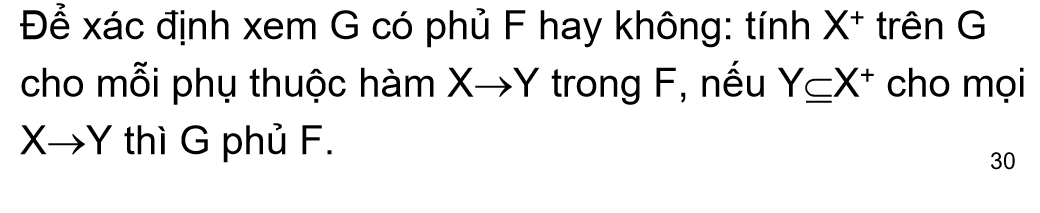 Để xác định xem G có phủ F hay không: tính X⁺ trên G
cho mỗi phụ thuộc hàm X→Y trong F, nếu Y⊆X⁺ cho mọi
X→Y thì G phủ F.
30